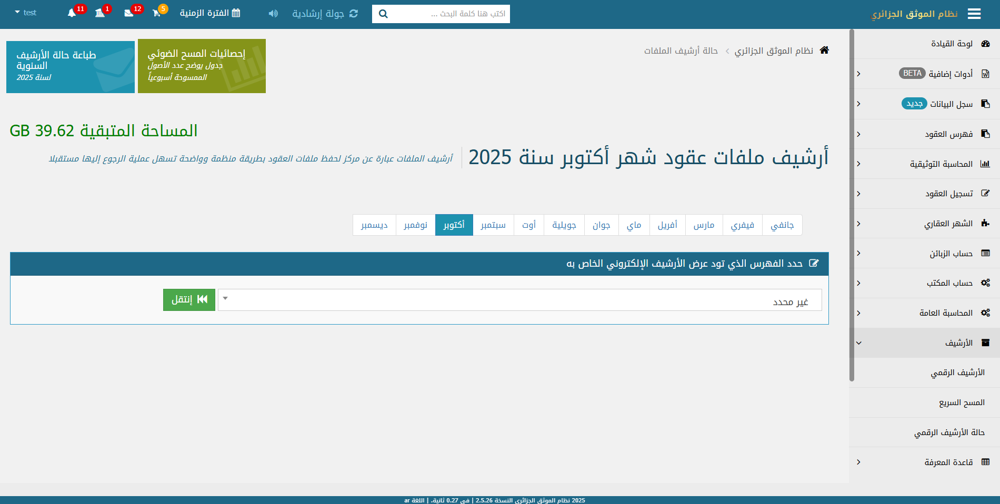 نظام الموثق الجزائري
اكتب هنا كلمة البحث ...
جولة إرشادية
الفترة الزمنية
5
12
1
11
test
لوحة القيادة
أدوات إضافية BETA
سجل البيانات جديد
فهرس العقود
المحاسبة التوثيقية
تسجيل العقود
الشهر العقاري
حساب الزبائن
حساب المكتب
المحاسبة العامة
الأرشيف
الأرشيف الرقمي
المسح السريع
حالة الأرشيف الرقمي
قاعدة المعرفة
نظام الموثق الجزائري
حالة أرشيف الملفات
إحصائيات المسح الضوئي
جدول يوضح عدد الأصول
الممسوحة أسبوعياً
طباعة حالة الأرشيف
السنوية
لسنة 2025
المساحة المتبقية 39.62 GB
أرشيف ملفات عقود شهر أكتوبر سنة 2025
أرشيف الملفات عبارة عن مركز لحفظ ملفات العقود بطريقة منظمة وواضحة تسهل عملية الرجوع إليها مستقبلا
جانفي
فيفري
مارس
أفريل
ماي
جوان
جويلية
أوت
سبتمبر
أكتوبر
نوفمبر
ديسمبر
حدد الفهرس الذي تود عرض الأرشيف الإلكتروني الخاص به
غير محدد
إنتقل
2025 نظام الموثق الجزائري النسخة 2.5.26 | في 0.27 ثانية. | اللغة ar